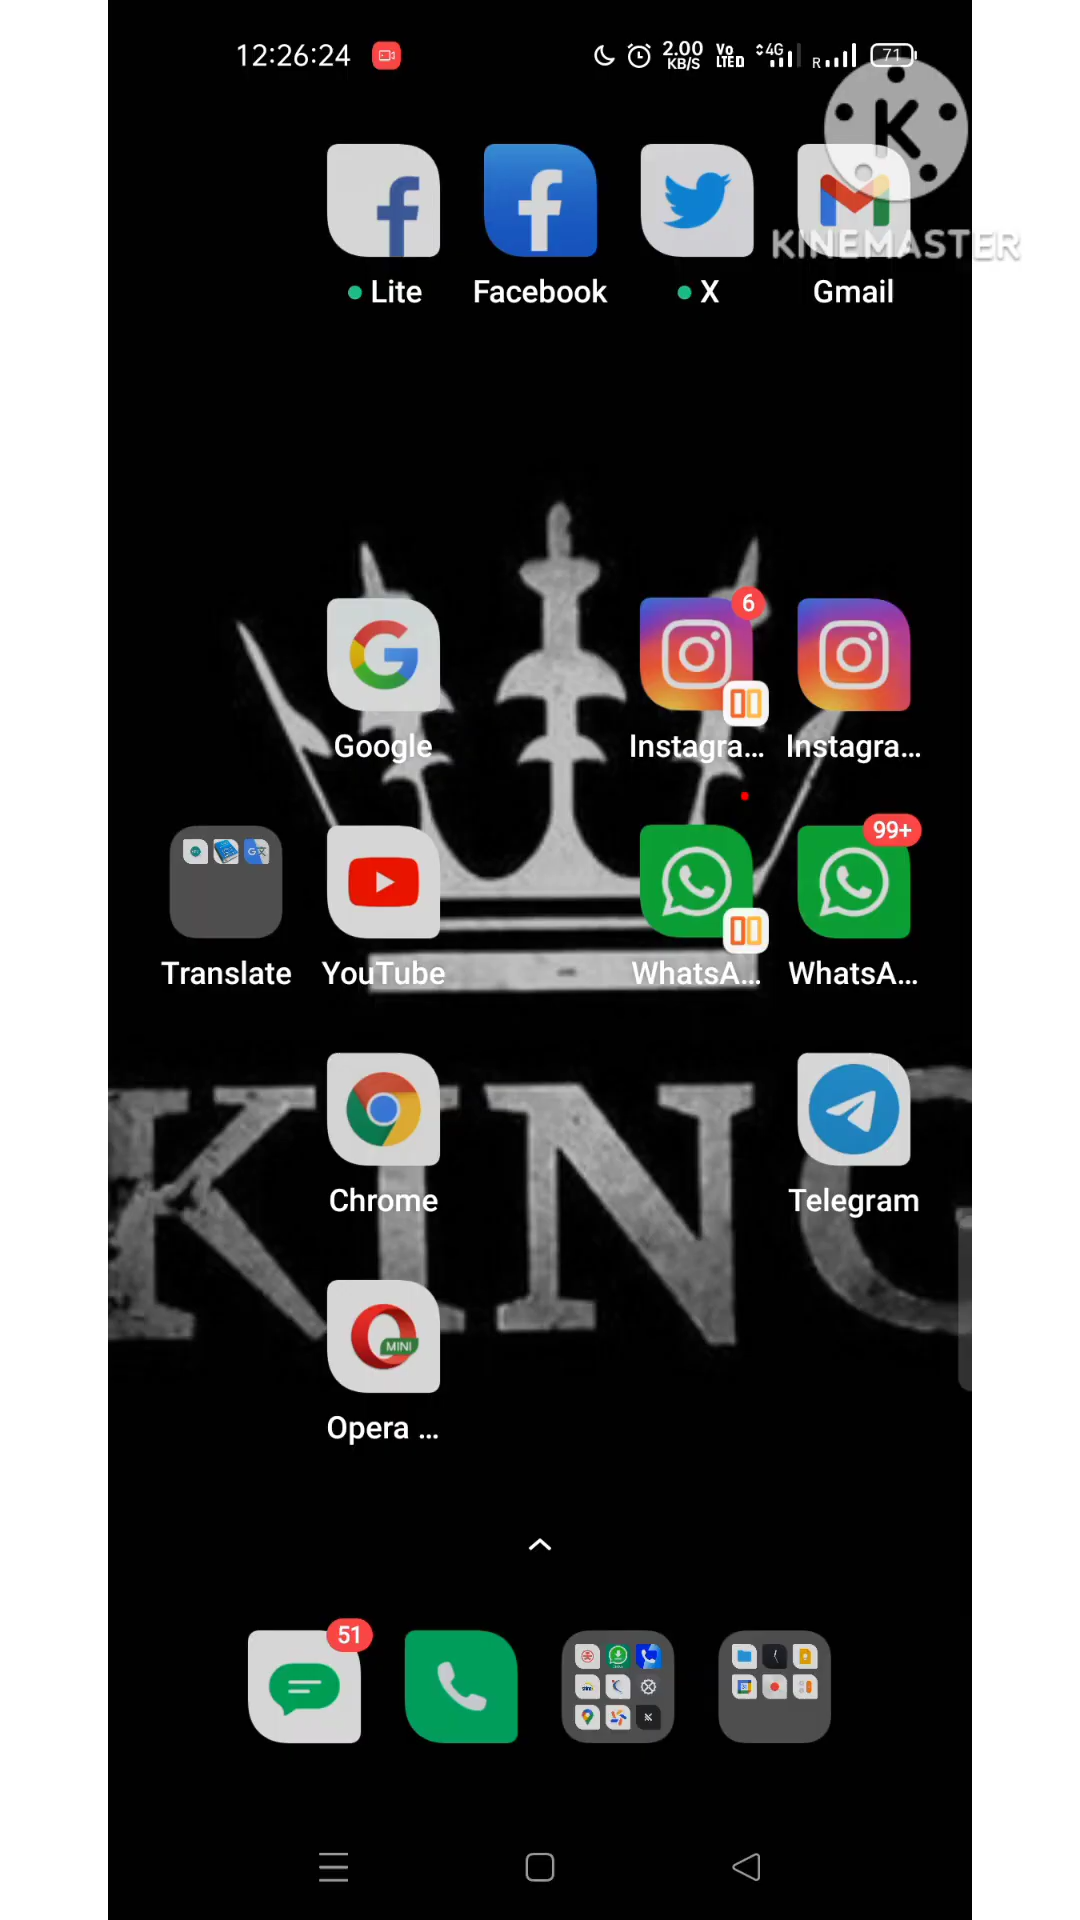 12:26:24 2.00 KB/S Vo LTED 4G R 71
K
KINEMASTER
Lite Facebook X Gmail
6
Google Instagra... Instagra...
99+
Translate YouTube WhatsA... WhatsA...
KING
Chrome Telegram
MINI
Opera ...
51